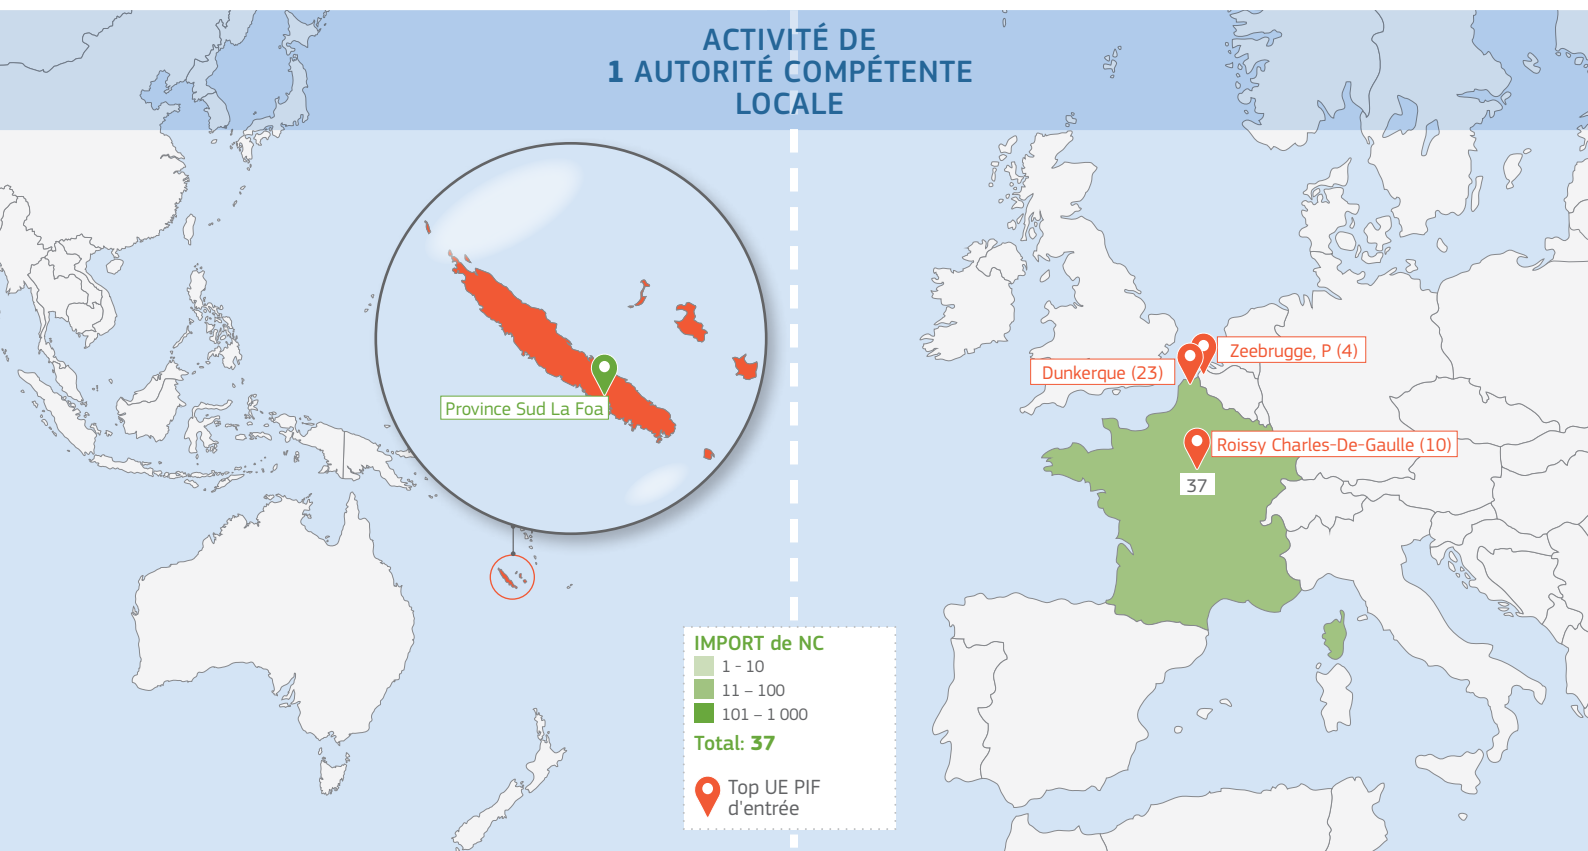 ACTIVITÉ DE
1 AUTORITÉ COMPÉTENTE
LOCALE
Province Sud La Foa
Zeebrugge, P (4)
Dunkerque (23)
Roissy Charles-De-Gaulle (10)
37
IMPORT de NC
1 - 10
11 – 100
101 – 1 000
Total: 37
Top UE PIF
d'entrée